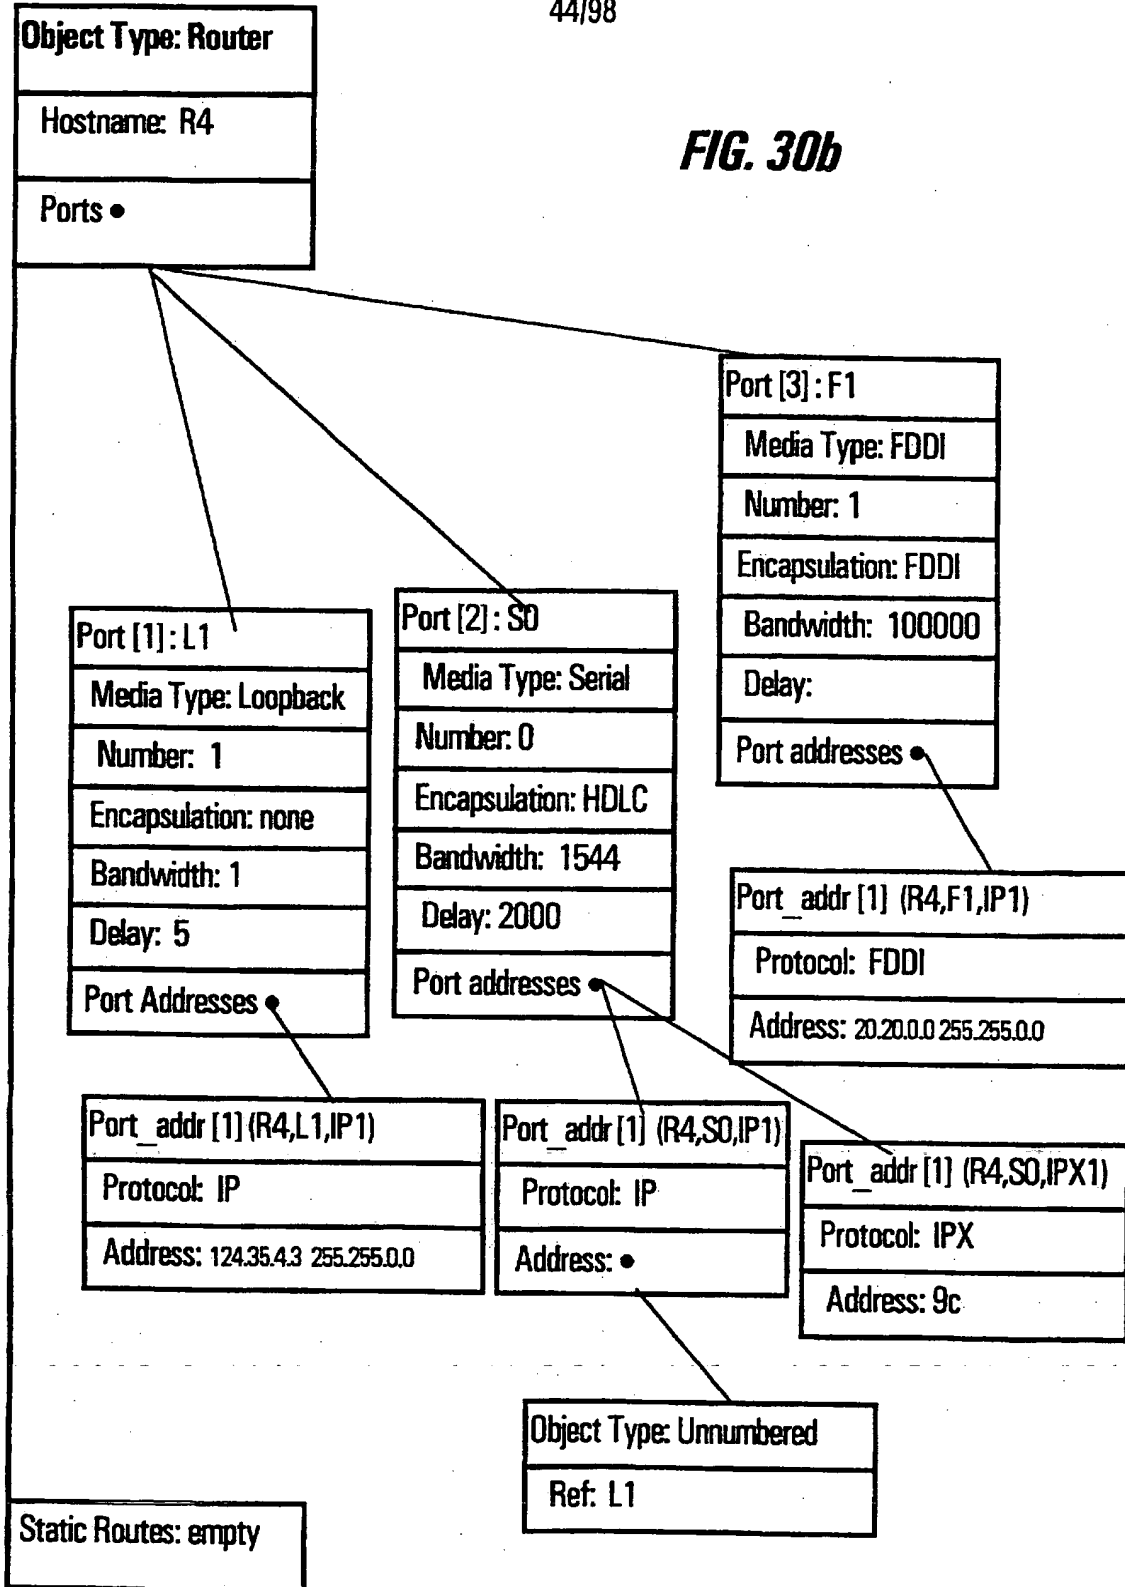 44/98
Object Type: Router
Hostname: R4
Ports •
FIG. 30b
Port [3] : F1
Media Type: FDDI
Number: 1
Encapsulation: FDDI
Bandwidth: 100000
Delay:
Port addresses •
Port [1] : L1
Media Type: Loopback
Number: 1
Encapsulation: none
Bandwidth: 1
Delay: 5
Port Addresses •
Port [2] : S0
Media Type: Serial
Number: 0
Encapsulation: HDLC
Bandwidth: 1544
Delay: 2000
Port addresses •
Port_addr [1] (R4,F1,IP1)
Protocol: FDDI
Address: 20.20.0.0 255.255.0.0
Port_addr [1] (R4,L1,IP1)
Protocol: IP
Address: 124.35.4.3 255.255.0.0
Port_addr [1] (R4,S0,IP1)
Protocol: IP
Address: •
Port_addr [1] (R4,S0,IPX1)
Protocol: IPX
Address: 9c
Object Type: Unnumbered
Ref: L1
Static Routes: empty